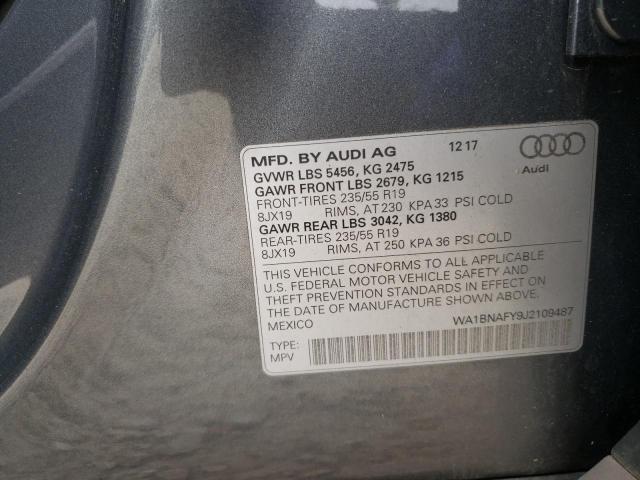 MFD. BY AUDI AG 12 17
GVWR LBS 5456, KG 2475
GAWR FRONT LBS 2679, KG 1215
FRONT-TIRES 235/55 R19
8JX19 RIMS, AT 230 KPA 33 PSI COLD
GAWR REAR LBS 3042, KG 1380
REAR-TIRES 235/55 R19
8JX19 RIMS, AT 250 KPA 36 PSI COLD
Audi
THIS VEHICLE CONFORMS TO ALL APPLICABLE
U.S. FEDERAL MOTOR VEHICLE SAFETY AND
THEFT PREVENTION STANDARDS IN EFFECT ON
THE DATE OF MANUFACTURE SHOWN ABOVE.
MEXICO
WA1BNAFY9J2109487
TYPE:
MPV